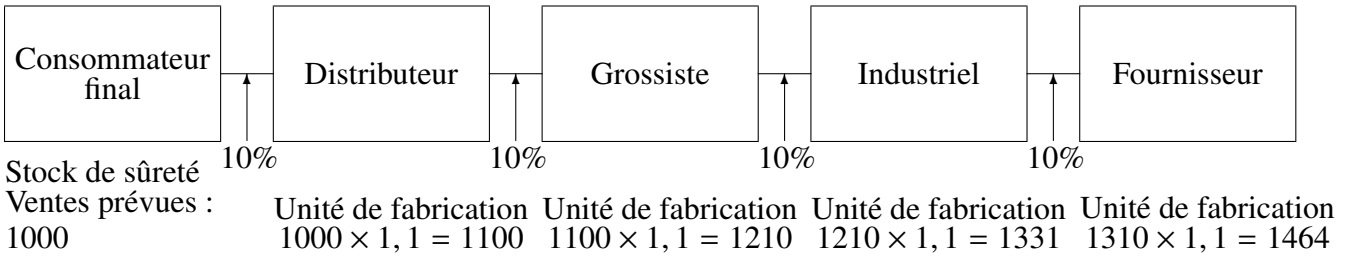 Consommateur
final
Distributeur
Grossiste
Industriel
Fournisseur
10%
10%
10%
10%
Stock de sûreté
Ventes prévues :
1000
Unité de fabrication
1000 × 1, 1 = 1100
Unité de fabrication
1100 × 1, 1 = 1210
Unité de fabrication
1210 × 1, 1 = 1331
Unité de fabrication
1310 × 1, 1 = 1464